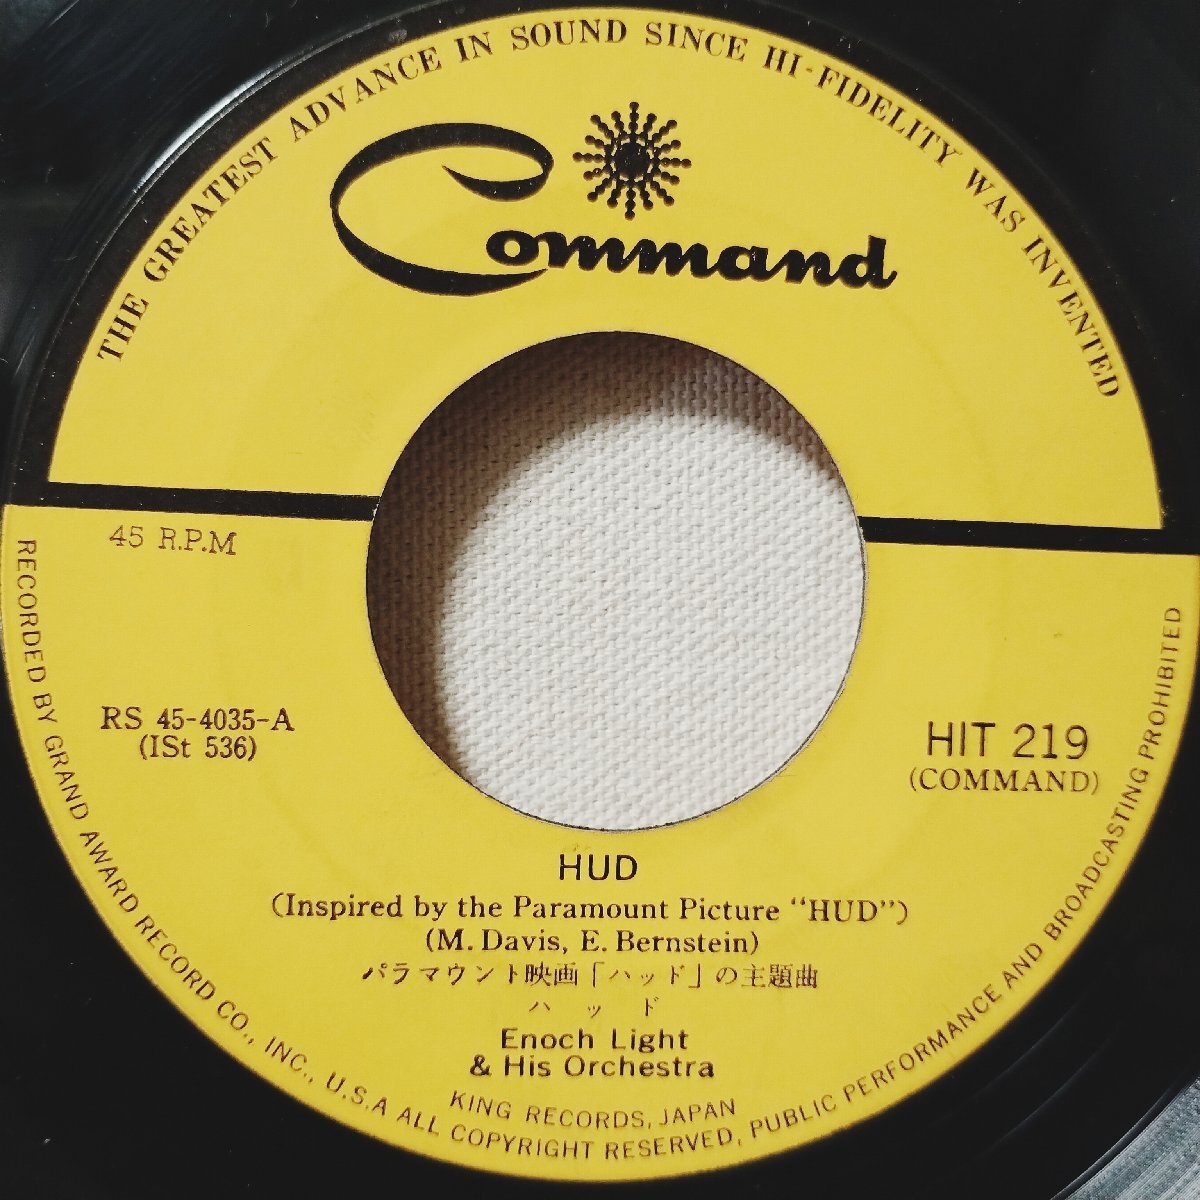 THE GREATEST ADVANCE IN SOUND SINCE HI-FIDELITY WAS INVENTED
Command
45 R.P.M
RS 45-4035-A
(ISt 536)
HIT 219
(COMMAND)
HUD
(Inspired by the Paramount Picture “HUD”)
(M. Davis, E. Bernstein)
パラマウント映画「ハッド」の主題曲
ハッド
Enoch Light
& His Orchestra
KING RECORDS, JAPAN
RECORDED BY GRAND AWARD RECORD CO., INC., U.S.A ALL COPYRIGHT RESERVED, PUBLIC PERFORMANCE AND BROADCASTING PROHIBITED